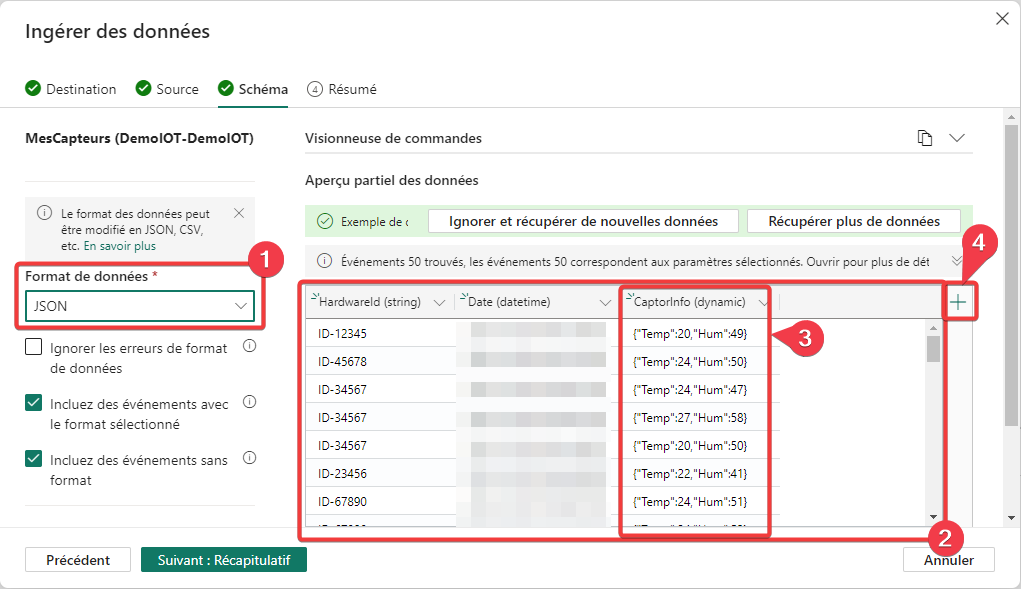 Ingérer des données
Destination
Source
Schéma
4 Résumé
MesCapteurs (DemoIOT-DemoIOT)
Le format des données peut
être modifié en JSON, CSV,
etc. En savoir plus
1
Format de données *
JSON
Ignorer les erreurs de format
de données
Incluez des événements avec
le format sélectionné
Incluez des événements sans
format
Visionneuse de commandes
Aperçu partiel des données
Exemple de
Ignorer et récupérer de nouvelles données
Récupérer plus de données
Événements 50 trouvés, les événements 50 correspondent aux paramètres sélectionnés. Ouvrir pour plus de dét
4
HardwareId (string) Date (datetime) CaptorInfo (dynamic)
ID-12345 {"Temp":20,"Hum":49}
3
ID-45678 {"Temp":24,"Hum":50}
ID-34567 {"Temp":24,"Hum":47}
ID-34567 {"Temp":27,"Hum":58}
ID-34567 {"Temp":20,"Hum":50}
ID-23456 {"Temp":22,"Hum":41}
ID-67890 {"Temp":24,"Hum":51}
2
Précédent
Suivant : Récapitulatif
Annuler